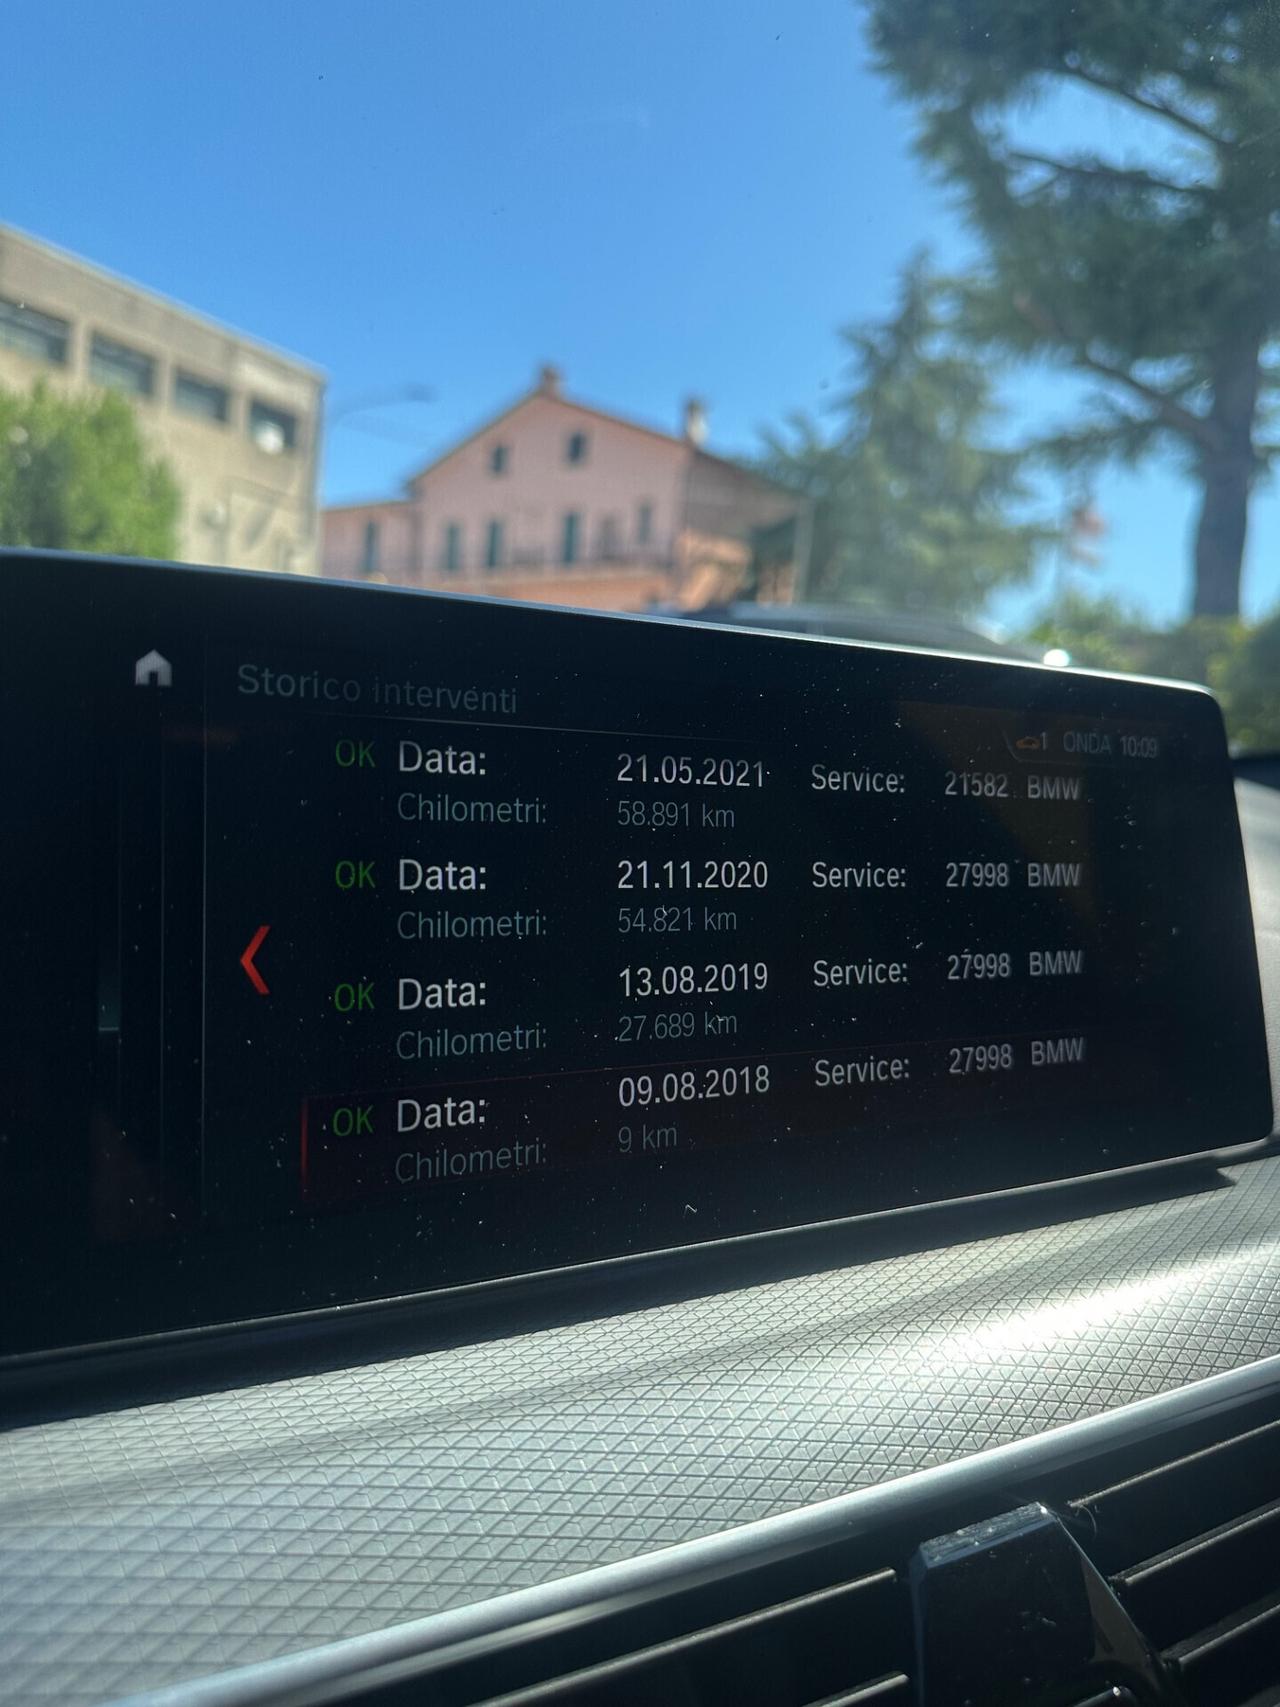 Storico interventi
1 ONDA 10:09
OK Data: 21.05.2021 Service: 21582 BMW
Chilometri: 58.891 km
OK Data: 21.11.2020 Service: 27998 BMW
Chilometri: 54.821 km
OK Data: 13.08.2019 Service: 27998 BMW
Chilometri: 27.689 km
OK Data: 09.08.2018 Service: 27998 BMW
Chilometri: 9 km